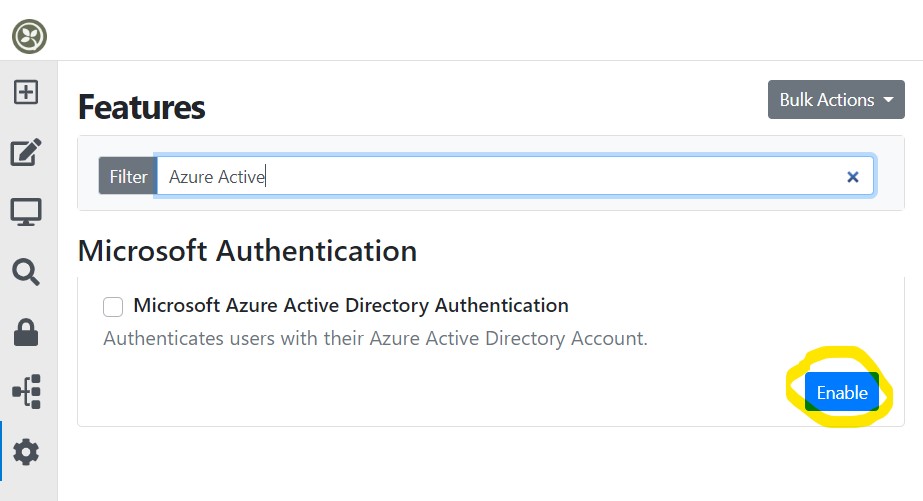 Features
Bulk Actions
Filter
Azure Active
Microsoft Authentication
Microsoft Azure Active Directory Authentication
Authenticates users with their Azure Active Directory Account.
Enable